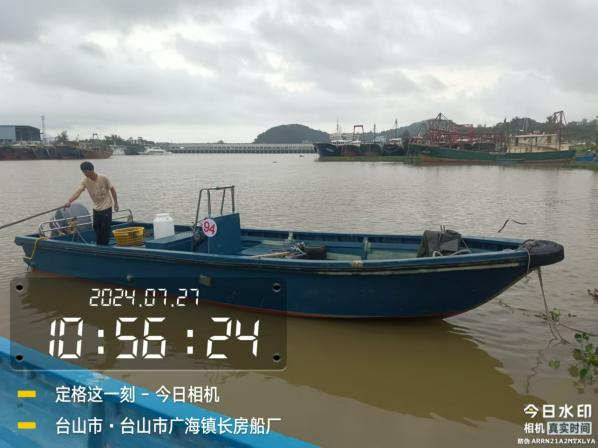 94
2024.07.27
10:56:24
定格这一刻 - 今日相机
台山市·台山市广海镇长房船厂
今日水印
相机 真实时间
防伪 ARRN21A2MTXLYA